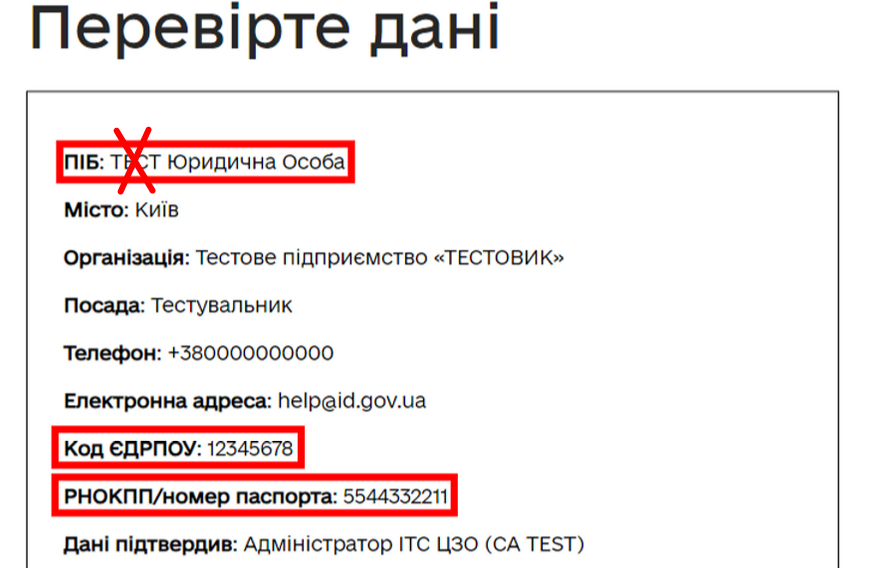 Перевірте дані
ПІБ: ТЕСТ Юридична Особа
Місто: Київ
Організація: Тестове підприємство «ТЕСТОВИК»
Посада: Тестувальник
Телефон: +380000000000
Електронна адреса: help@id.gov.ua
Код ЄДРПОУ: 12345678
РНОКПП/номер паспорта: 5544332211
Дані підтвердив: Адміністратор ІТС ЦЗО (CA TEST)